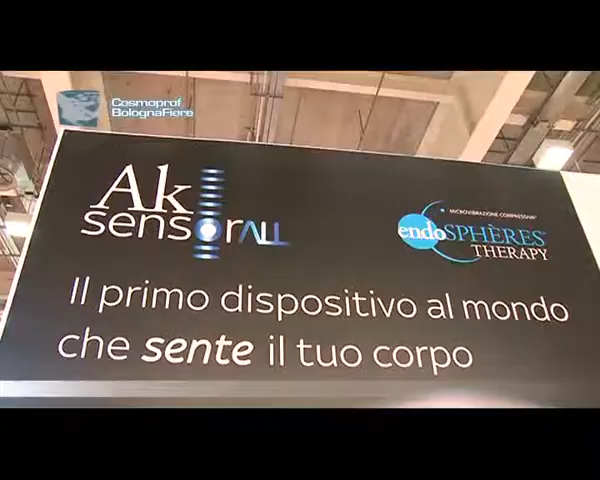 Cosmoprof
BolognaFiere
Ak
sensorALL
MICROVIBRAZIONE COMPRESSIVA
endoSPHÈRES
THERAPY
Il primo dispositivo al mondo
che sente il tuo corpo